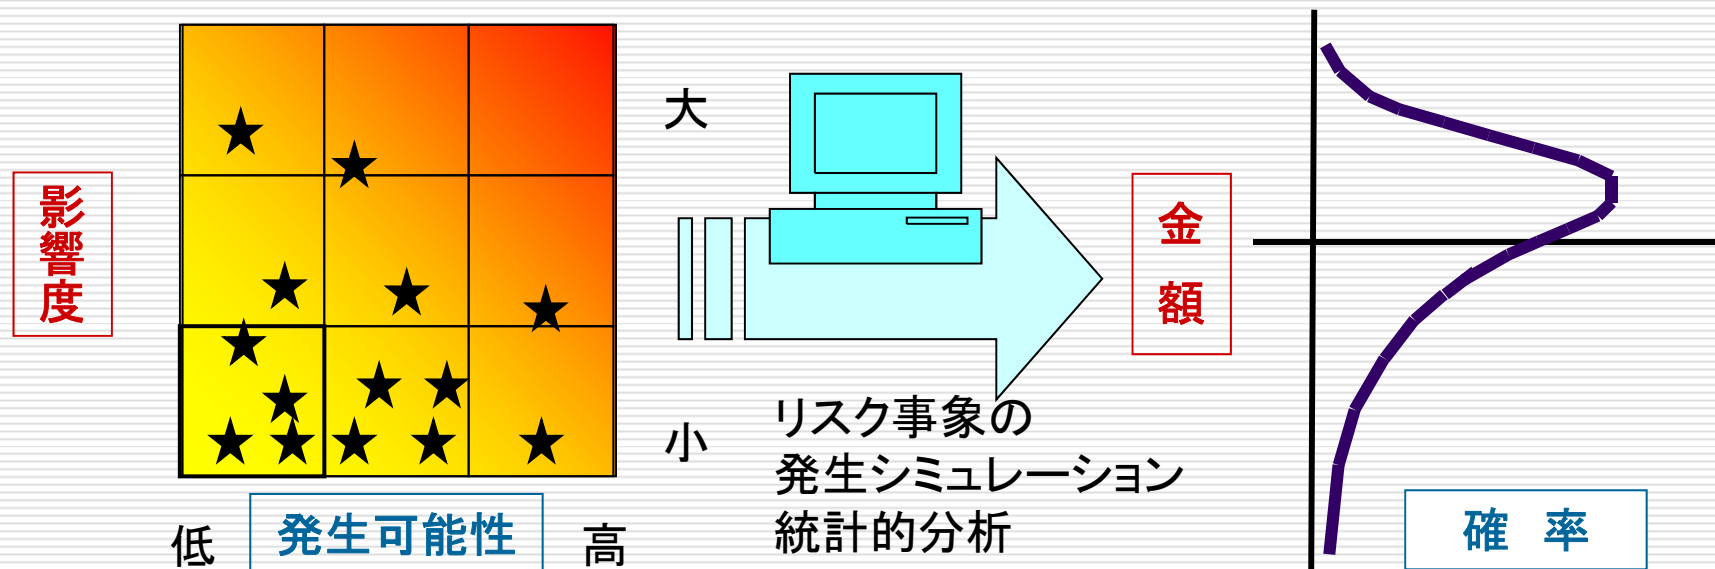 影響度
大
小
低
発生可能性
高
リスク事象の
発生シミュレーション
統計的分析
金額
確 率